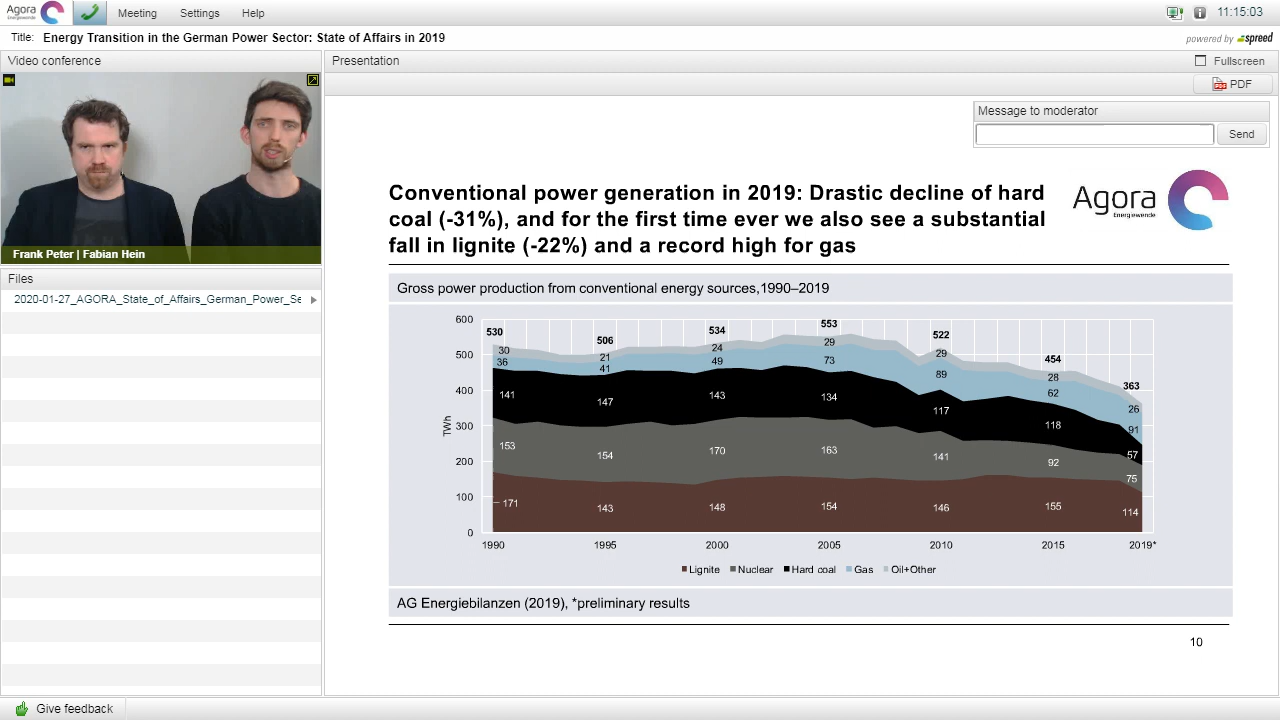 Agora
Energiewende
Meeting
Settings
Help
11:15:03
Title: Energy Transition in the German Power Sector: State of Affairs in 2019
powered by spreed
Video conference
Presentation
Fullscreen
PDF
Message to moderator
Send
Frank Peter | Fabian Hein
Files
2020-01-27_AGORA_State_of_Affairs_German_Power_Se
Conventional power generation in 2019: Drastic decline of hard
coal (-31%), and for the first time ever we also see a substantial
fall in lignite (-22%) and a record high for gas
Agora
Energiewende
Gross power production from conventional energy sources,1990–2019
TWh
600
500
400
300
200
100
0
530 506 534 553 522 454 363
30 21 24 29 29 28 26
36 41 49 73 89 62 91
141 147 143 134 117 118 57
153 154 170 163 141 92 75
171 143 148 154 146 155 114
1990 1995 2000 2005 2010 2015 2019*
Lignite Nuclear Hard coal Gas Oil+Other
AG Energiebilanzen (2019), *preliminary results
10
Give feedback